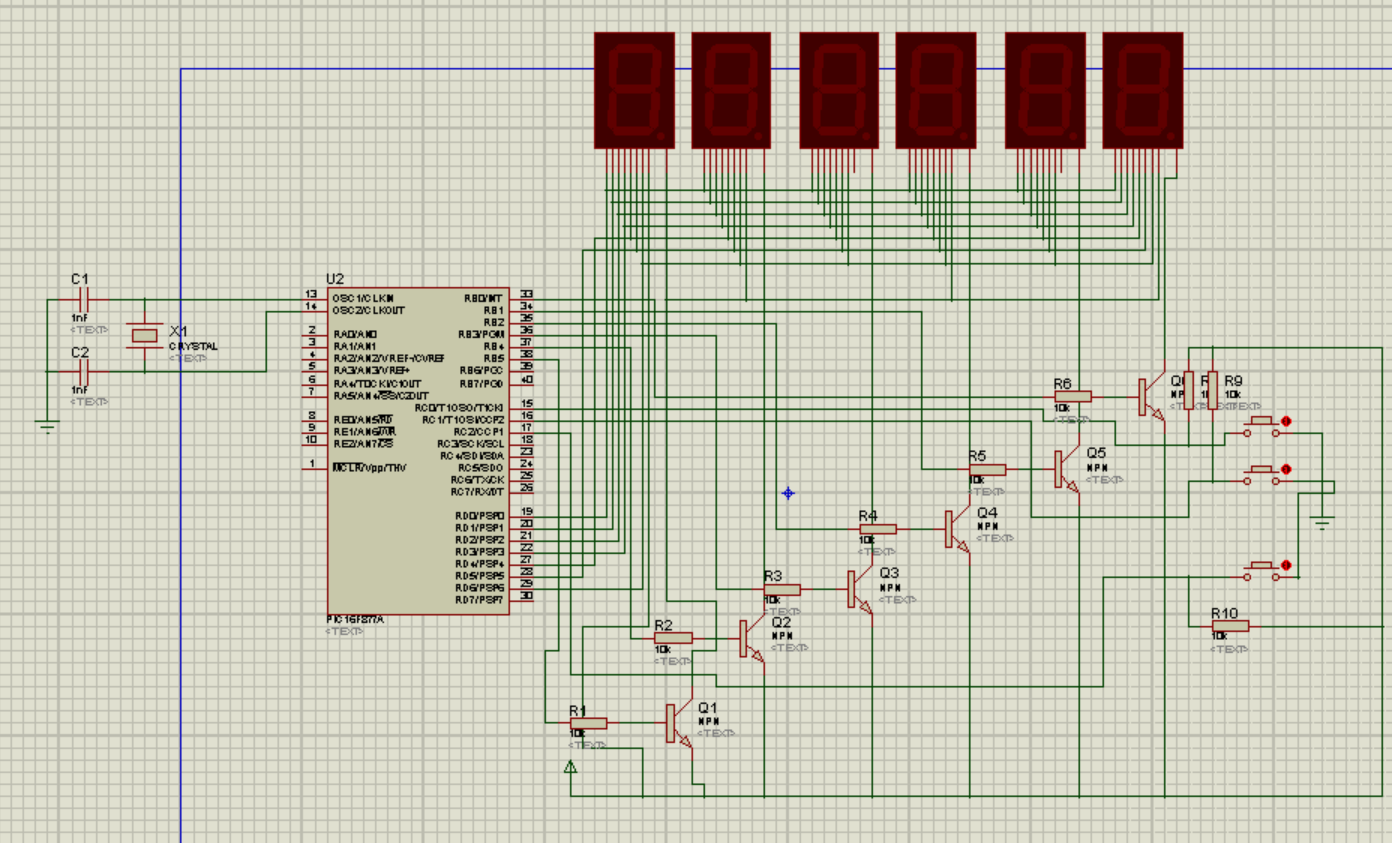 C1
1nF
<TEXT>
X1
CRYSTAL
<TEXT>
C2
1nF
<TEXT>
U2
13 OSC1/CLKIN
14 OSC2/CLKOUT
2 RA0/AN0
3 RA1/AN1
4 RA2/AN2/VREF-/CVREF
5 RA3/AN3/VREF+
6 RA4/T0CKI/C1OUT
7 RA5/AN4/SS/C2OUT
8 RE0/AN5/RD
9 RE1/AN6/WR
10 RE2/AN7/CS
1 MCLR/Vpp/THV
RB0/INT 33
RB1 34
RB2 35
RB3/PGM 36
RB4 37
RB5 38
RB6/PGC 39
RB7/PGD 40
RC0/T1OSO/T1CKI 15
RC1/T1OSI/CCP2 16
RC2/CCP1 17
RC3/SCK/SCL 18
RC4/SDI/SDA 23
RC5/SDO 24
RC6/TX/CK 25
RC7/RX/DT 26
RD0/PSP0 19
RD1/PSP1 20
RD2/PSP2 21
RD3/PSP3 22
RD4/PSP4 27
RD5/PSP5 28
RD6/PSP6 29
RD7/PSP7 30
PIC16F877A
<TEXT>
R6
10k
<TEXT>
R9
10k
R5
10k
<TEXT>
Q5
NPN
<TEXT>
R4
10k
<TEXT>
Q4
NPN
<TEXT>
R3
10k
<TEXT>
Q3
NPN
<TEXT>
R2
10k
<TEXT>
Q2
NPN
<TEXT>
R10
10k
<TEXT>
R1
10k
<TEXT>
Q1
NPN
<TEXT>